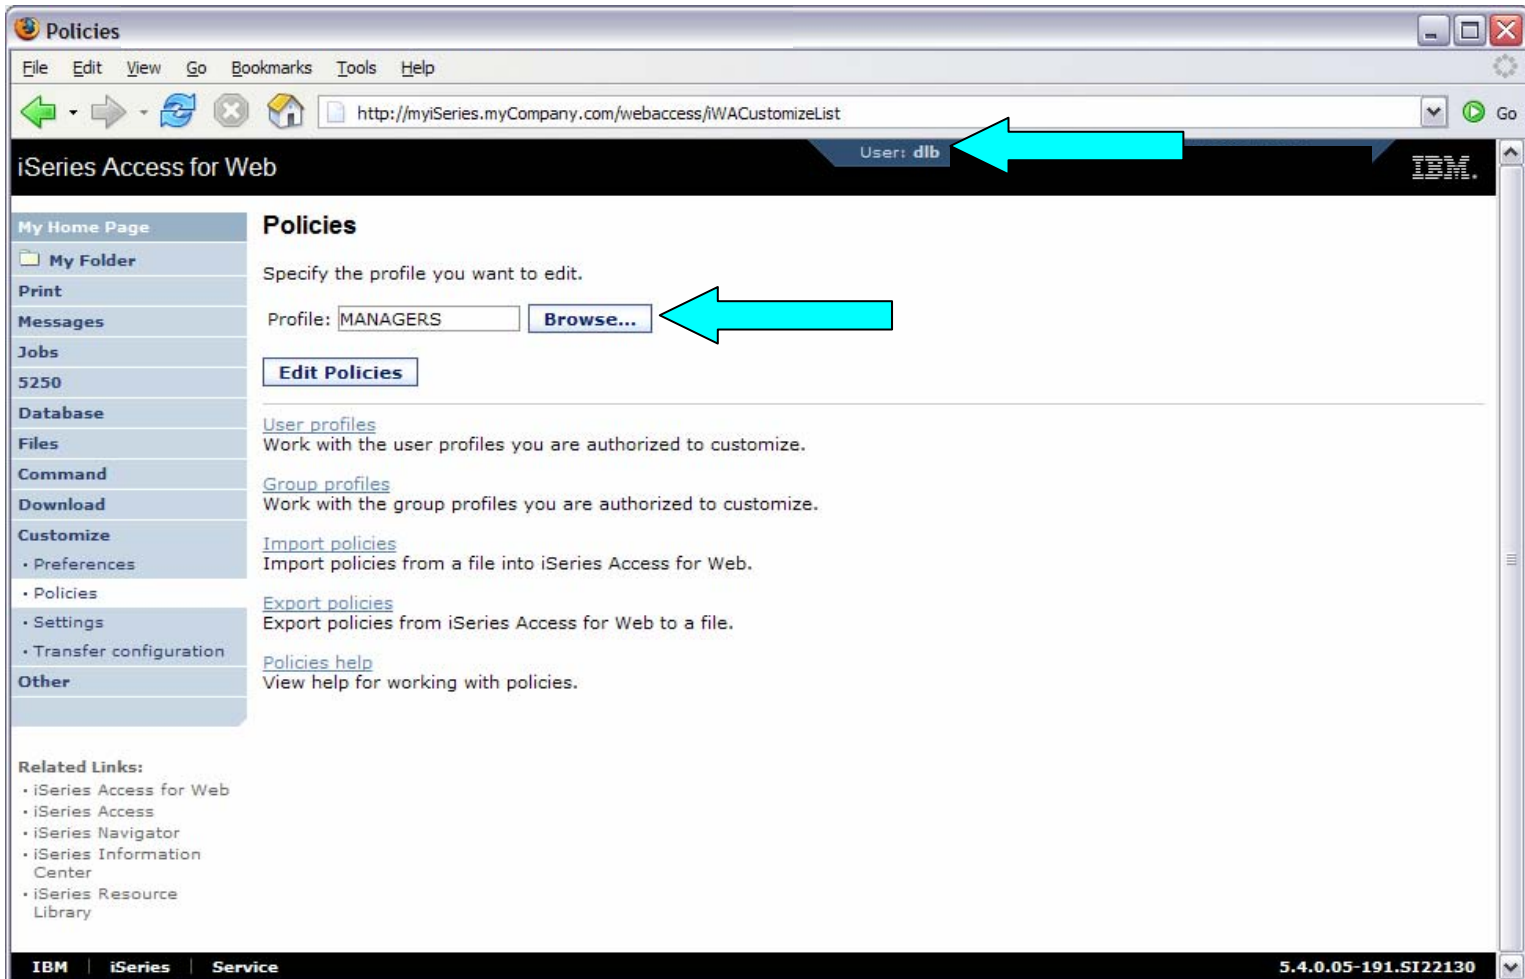 Policies
File Edit View Go Bookmarks Tools Help
http://myiSeries.myCompany.com/webaccess/iWACustomizeList
Go
iSeries Access for Web
User: dlb
IBM.
My Home Page
My Folder
Print
Messages
Jobs
5250
Database
Files
Command
Download
Customize
• Preferences
• Policies
• Settings
• Transfer configuration
Other
Related Links:
• iSeries Access for Web
• iSeries Access
• iSeries Navigator
• iSeries Information
Center
• iSeries Resource
Library
Policies
Specify the profile you want to edit.
Profile: MANAGERS Browse...
Edit Policies
User profiles
Work with the user profiles you are authorized to customize.
Group profiles
Work with the group profiles you are authorized to customize.
Import policies
Import policies from a file into iSeries Access for Web.
Export policies
Export policies from iSeries Access for Web to a file.
Policies help
View help for working with policies.
IBM | iSeries | Service
5.4.0.05-191.SI22130